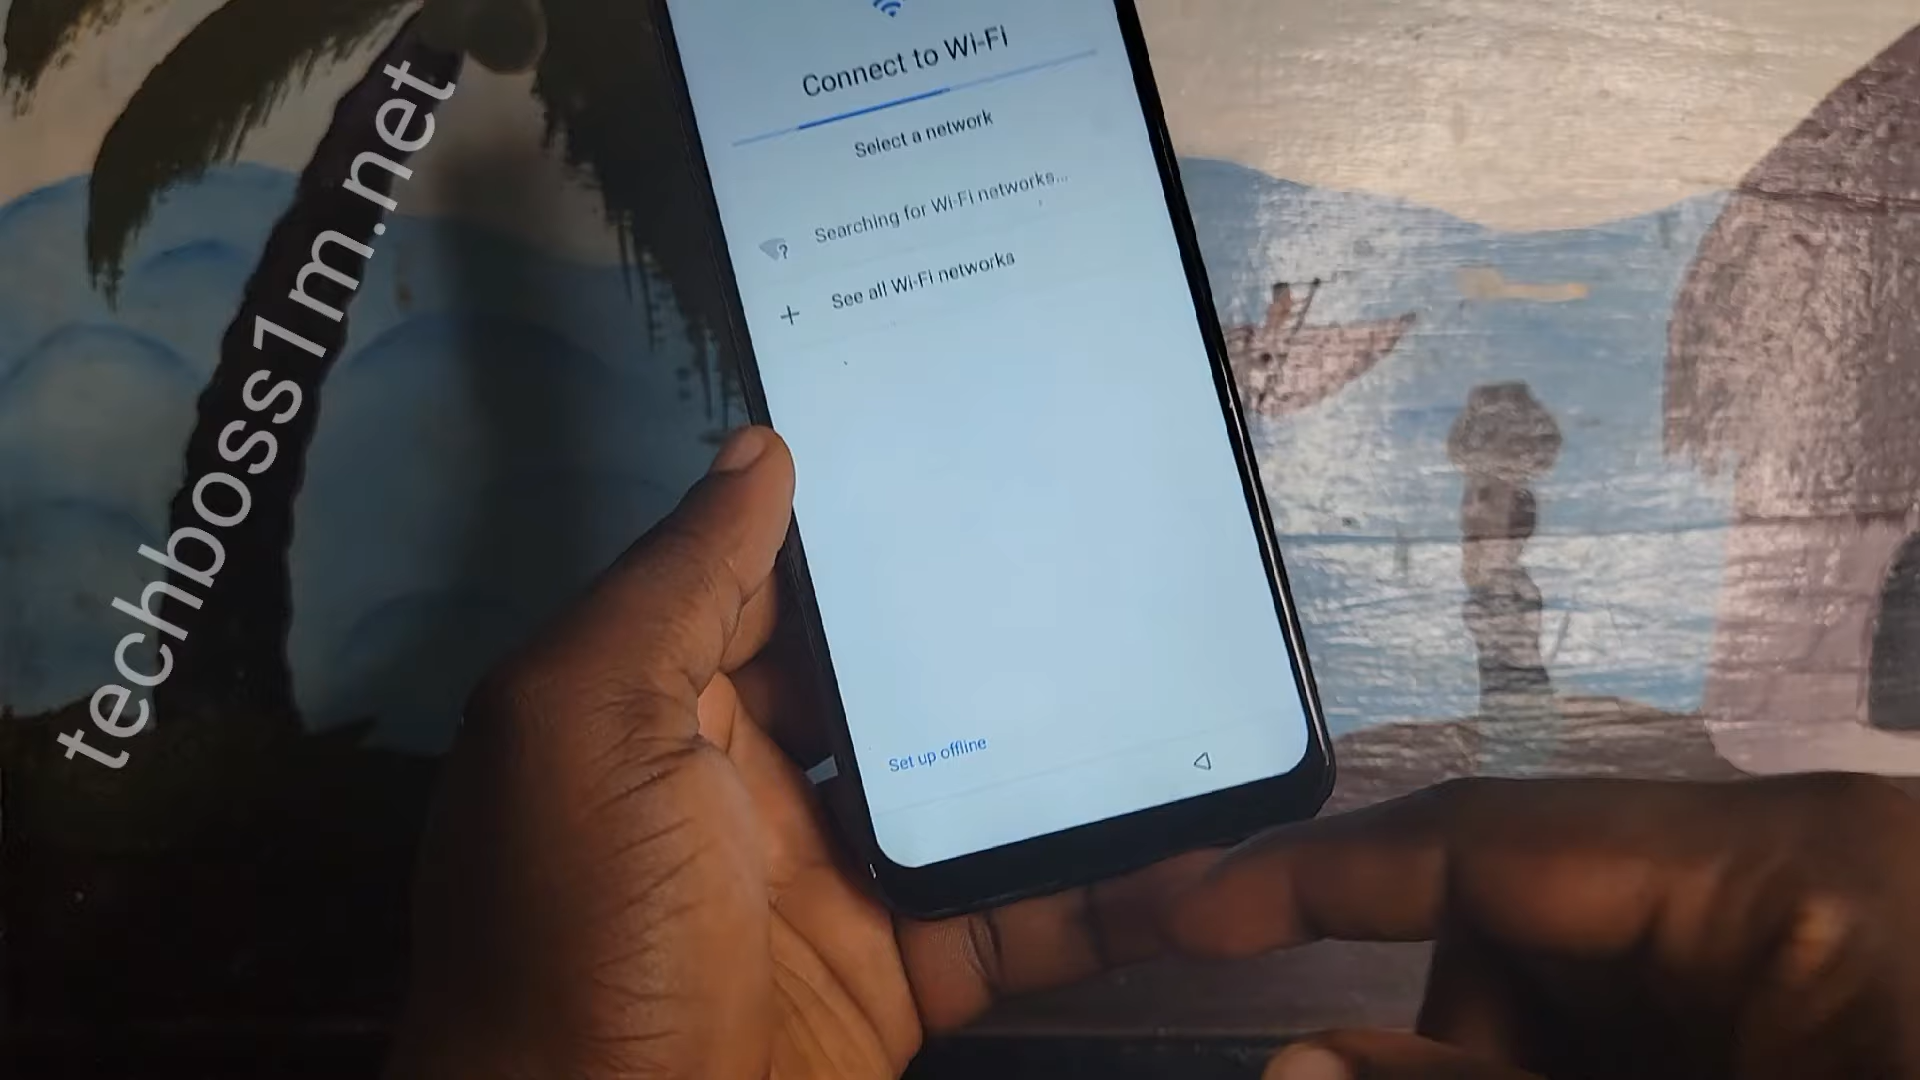 techboss1m.net
Connect to Wi-Fi
Select a network
Searching for Wi-Fi networks...
See all Wi-Fi networks
Set up offline